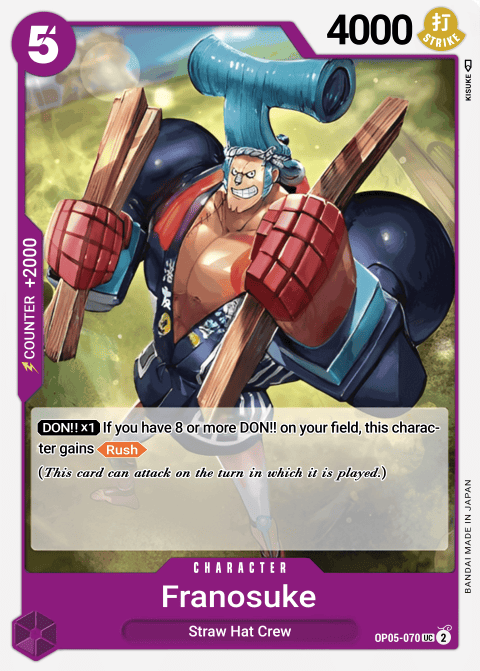 5
4000
打
STRIKE
KISUKE
COUNTER +2000
DON!!×1 If you have 8 or more DON!! on your field, this charac-
ter gains Rush
(This card can attack on the turn in which it is played.)
BANDAI MADE IN JAPAN
CHARACTER
Franosuke
Straw Hat Crew
OP05-070 UC 2